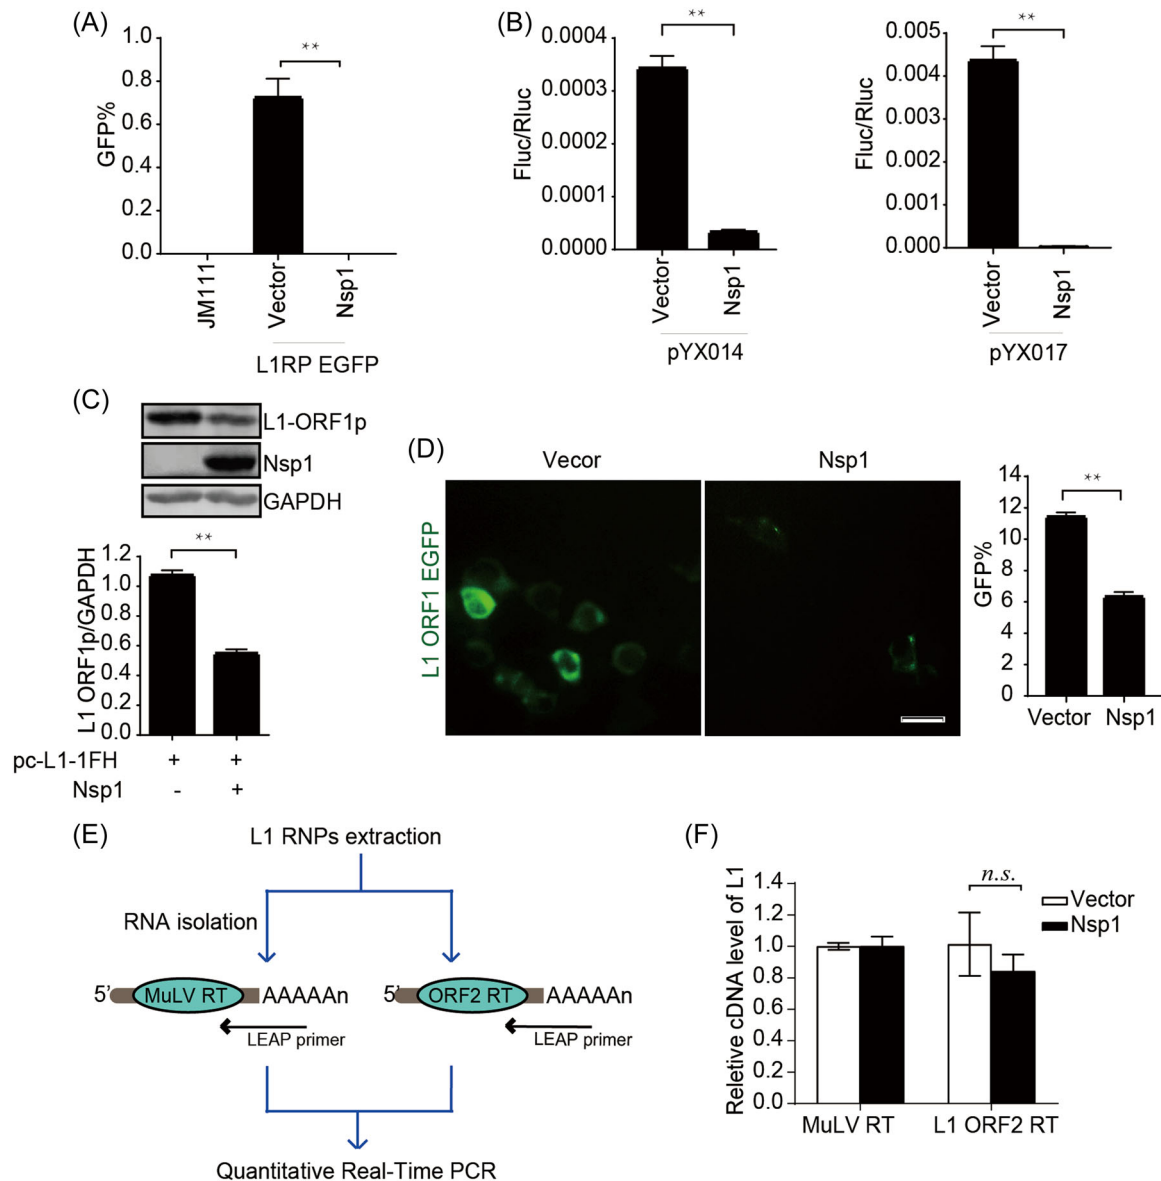 (A)
GFP%
1.0
0.8
0.6
0.4
0.2
0.0
**
JM111
Vector
Nsp1
L1RP EGFP
(B)
Fluc/Rluc
0.0004
0.0003
0.0002
0.0001
0.0000
**
Vector
Nsp1
pYX014
Fluc/Rluc
0.005
0.004
0.003
0.002
0.001
0.000
**
Vector
Nsp1
pYX017
(C)
L1-ORF1p
Nsp1
GAPDH
L1 ORF1p/GAPDH
1.2
1.0
0.8
0.6
0.4
0.2
0.0
**
pc-L1-1FH + +
Nsp1 - +
(D)
Vecor
Nsp1
L1 ORF1 EGFP
GFP%
14
12
10
8
6
4
2
0
**
Vector Nsp1
(E)
L1 RNPs extraction
RNA isolation
5' MuLV RT AAAAAn
LEAP primer
5' ORF2 RT AAAAAn
LEAP primer
Quantitative Real-Time PCR
(F)
Reletive cDNA level of L1
1.4
1.2
1.0
0.8
0.6
0.4
0.2
0.0
n.s.
Vector
Nsp1
MuLV RT
L1 ORF2 RT